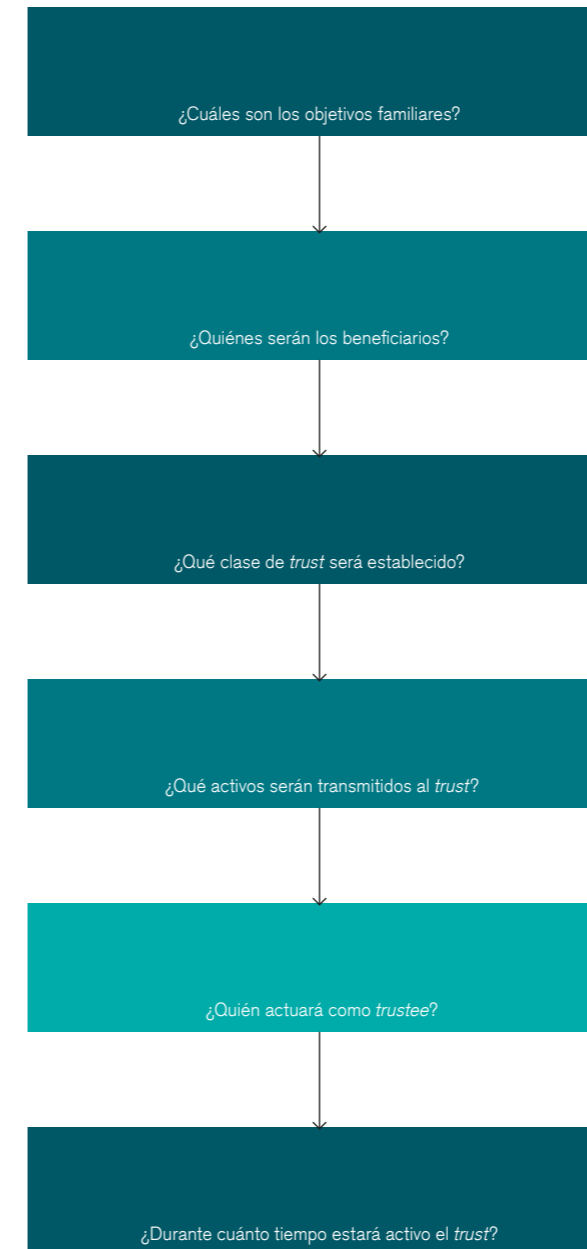 ¿Cuáles son los objetivos familiares?
¿Quiénes serán los beneficiarios?
¿Qué clase de trust será establecido?
¿Qué activos serán transmitidos al trust?
¿Quién actuará como trustee?
¿Durante cuánto tiempo estará activo el trust?